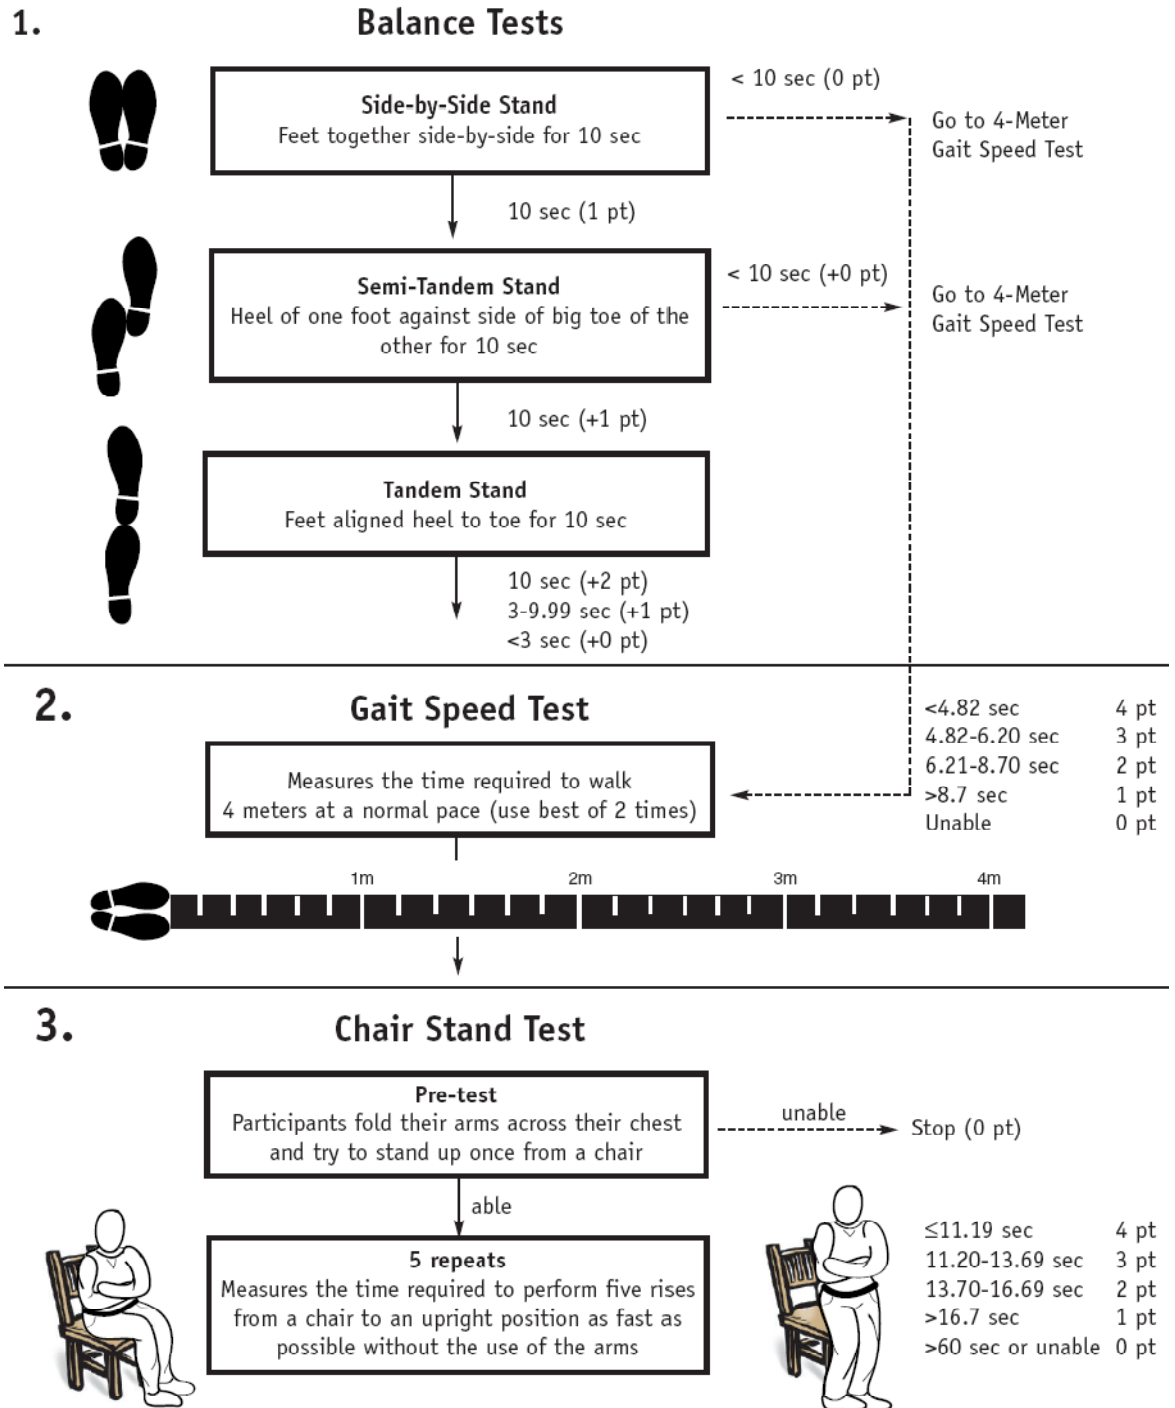 1.
Balance Tests
Side-by-Side Stand
Feet together side-by-side for 10 sec
< 10 sec (0 pt)
Go to 4-Meter
Gait Speed Test
10 sec (1 pt)
Semi-Tandem Stand
Heel of one foot against side of big toe of the
other for 10 sec
< 10 sec (+0 pt)
Go to 4-Meter
Gait Speed Test
10 sec (+1 pt)
Tandem Stand
Feet aligned heel to toe for 10 sec
10 sec (+2 pt)
3-9.99 sec (+1 pt)
<3 sec (+0 pt)
2.
Gait Speed Test
Measures the time required to walk
4 meters at a normal pace (use best of 2 times)
<4.82 sec 4 pt
4.82-6.20 sec 3 pt
6.21-8.70 sec 2 pt
>8.7 sec 1 pt
Unable 0 pt
1m 2m 3m 4m
3.
Chair Stand Test
Pre-test
Participants fold their arms across their chest
and try to stand up once from a chair
unable
Stop (0 pt)
able
5 repeats
Measures the time required to perform five rises
from a chair to an upright position as fast as
possible without the use of the arms
≤11.19 sec 4 pt
11.20-13.69 sec 3 pt
13.70-16.69 sec 2 pt
>16.7 sec 1 pt
>60 sec or unable 0 pt